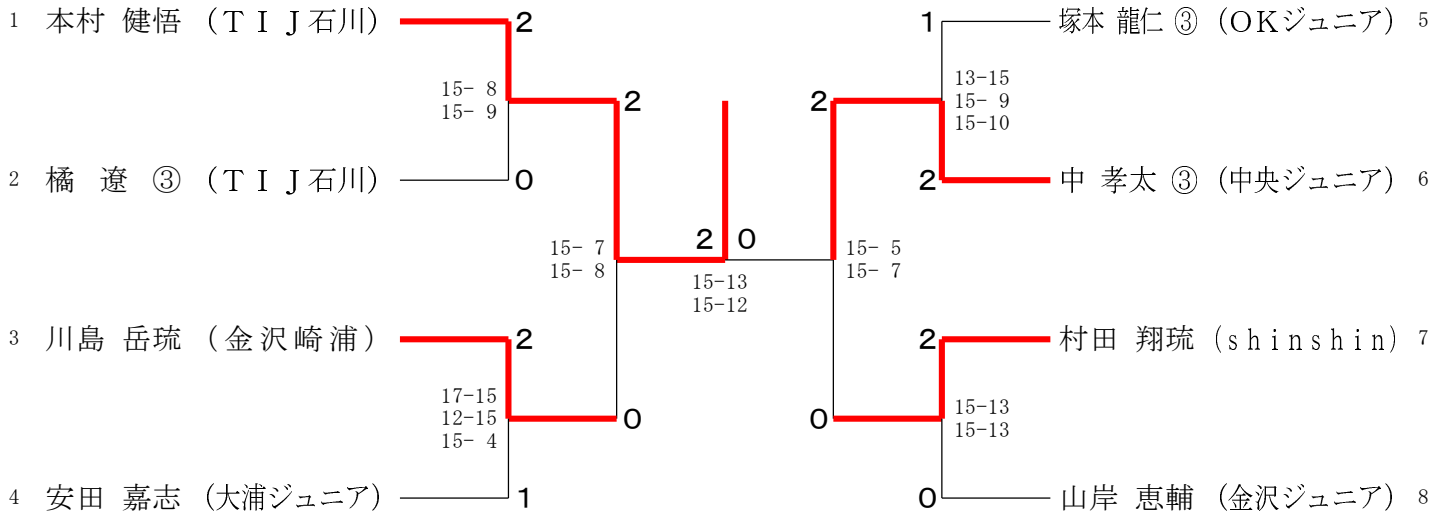 1 本村 健悟 (ＴＩＪ石川) 2
1 塚本 龍仁 ③ (ＯＫジュニア) 5
15- 8
15- 9
2
2
13-15
15- 9
15-10
2 橘 遼 ③ (ＴＩＪ石川) 0
2 中 孝太 ③ (中央ジュニア) 6
15- 7
15- 8
2 0
15-13
15-12
15- 5
15- 7
3 川島 岳琉 (金沢崎浦) 2
2 村田 翔琉 (ｓｈｉｎｓｈｉｎ) 7
17-15
12-15
15- 4
0
0
15-13
15-13
4 安田 嘉志 (大浦ジュニア) 1
0 山岸 恵輔 (金沢ジュニア) 8